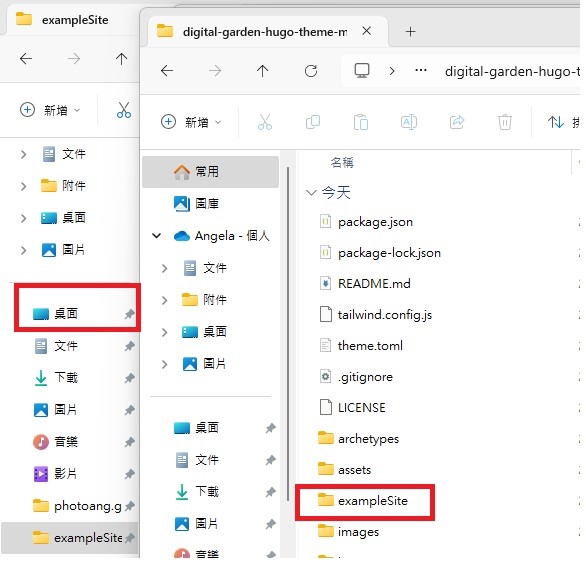 exampleSite
新增
文件
附件
桌面
圖片
桌面
文件
下載
圖片
音樂
影片
photoang.g
exampleSite
digital-garden-hugo-theme-m
digital-garden-hugo-t
新增
排
常用
圖庫
Angela - 個人
文件
附件
桌面
圖片
桌面
文件
下載
圖片
音樂
名稱
今天
package.json
package-lock.json
README.md
tailwind.config.js
theme.toml
.gitignore
LICENSE
archetypes
assets
exampleSite
images